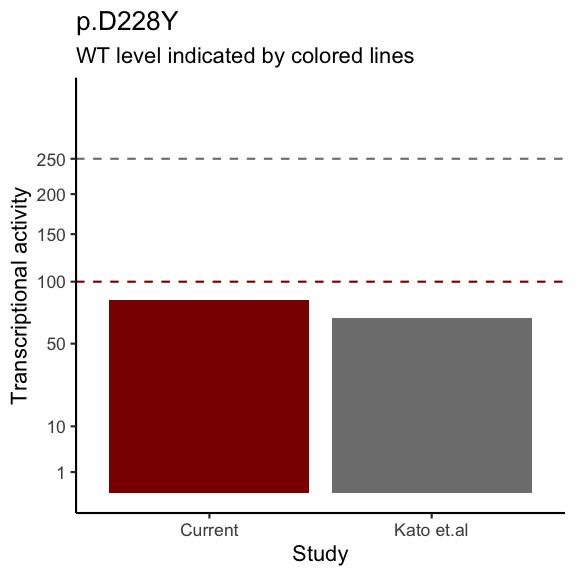 p.D228Y
WT level indicated by colored lines
Transcriptional activity
250
200
150
100
50
10
1
Current
Kato et.al
Study